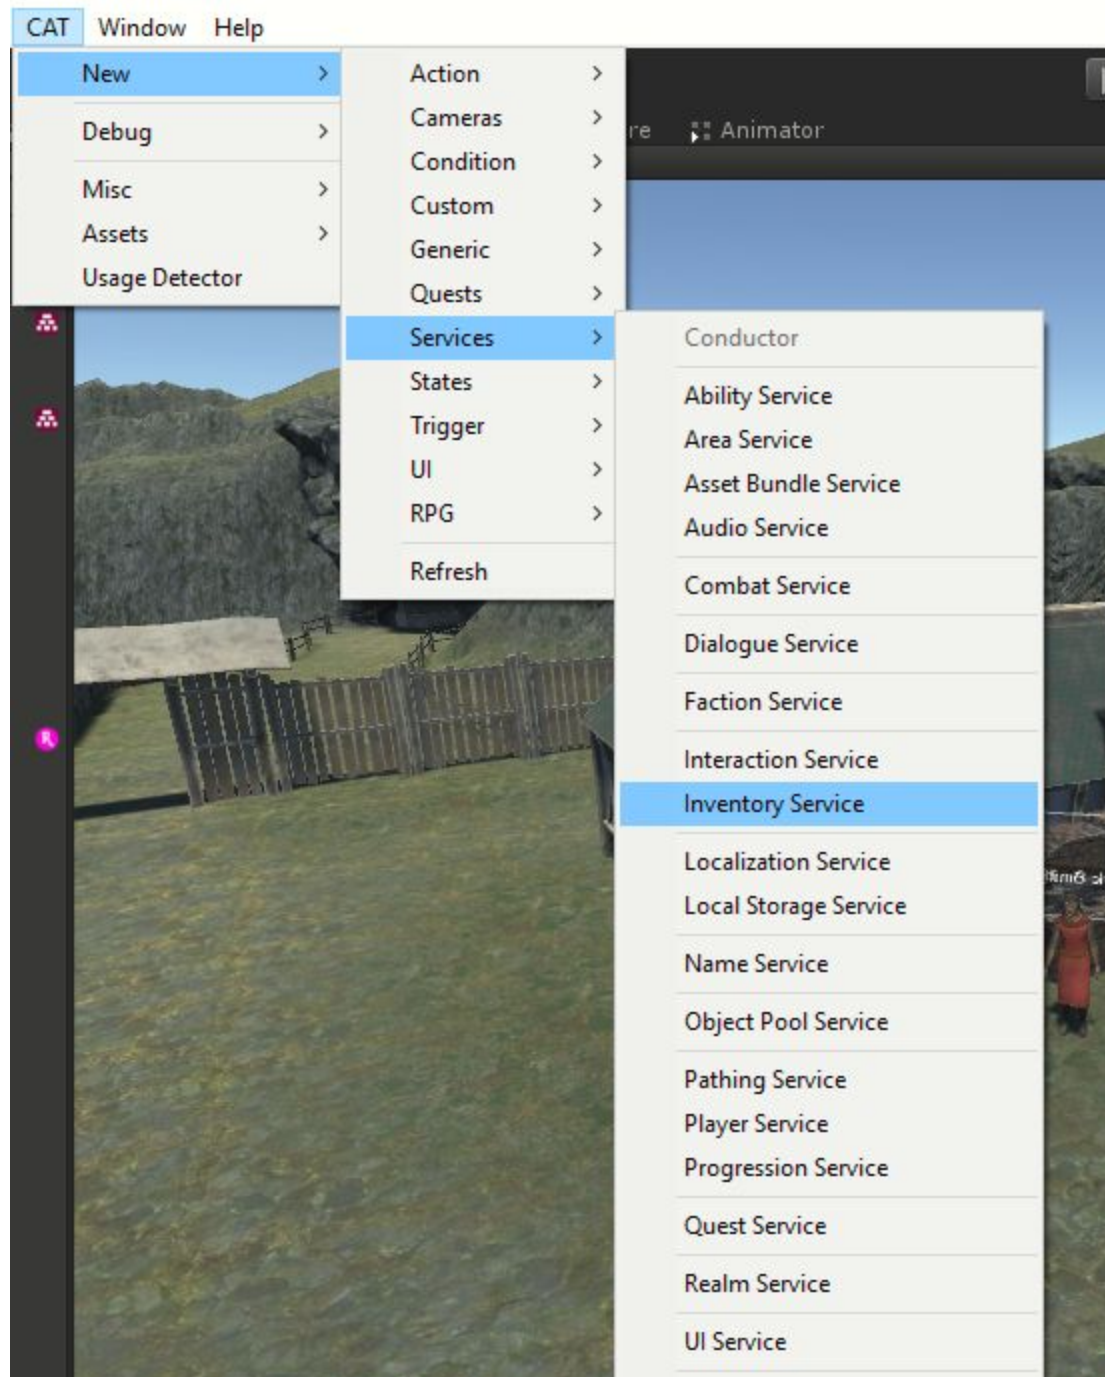 CAT Window Help
New
Debug
Misc
Assets
Usage Detector
Action
Cameras
Condition
Custom
Generic
Quests
Services
States
Trigger
UI
RPG
Refresh
re Animator
Conductor
Ability Service
Area Service
Asset Bundle Service
Audio Service
Combat Service
Dialogue Service
Faction Service
Interaction Service
Inventory Service
Localization Service
Local Storage Service
Name Service
Object Pool Service
Pathing Service
Player Service
Progression Service
Quest Service
Realm Service
UI Service
R